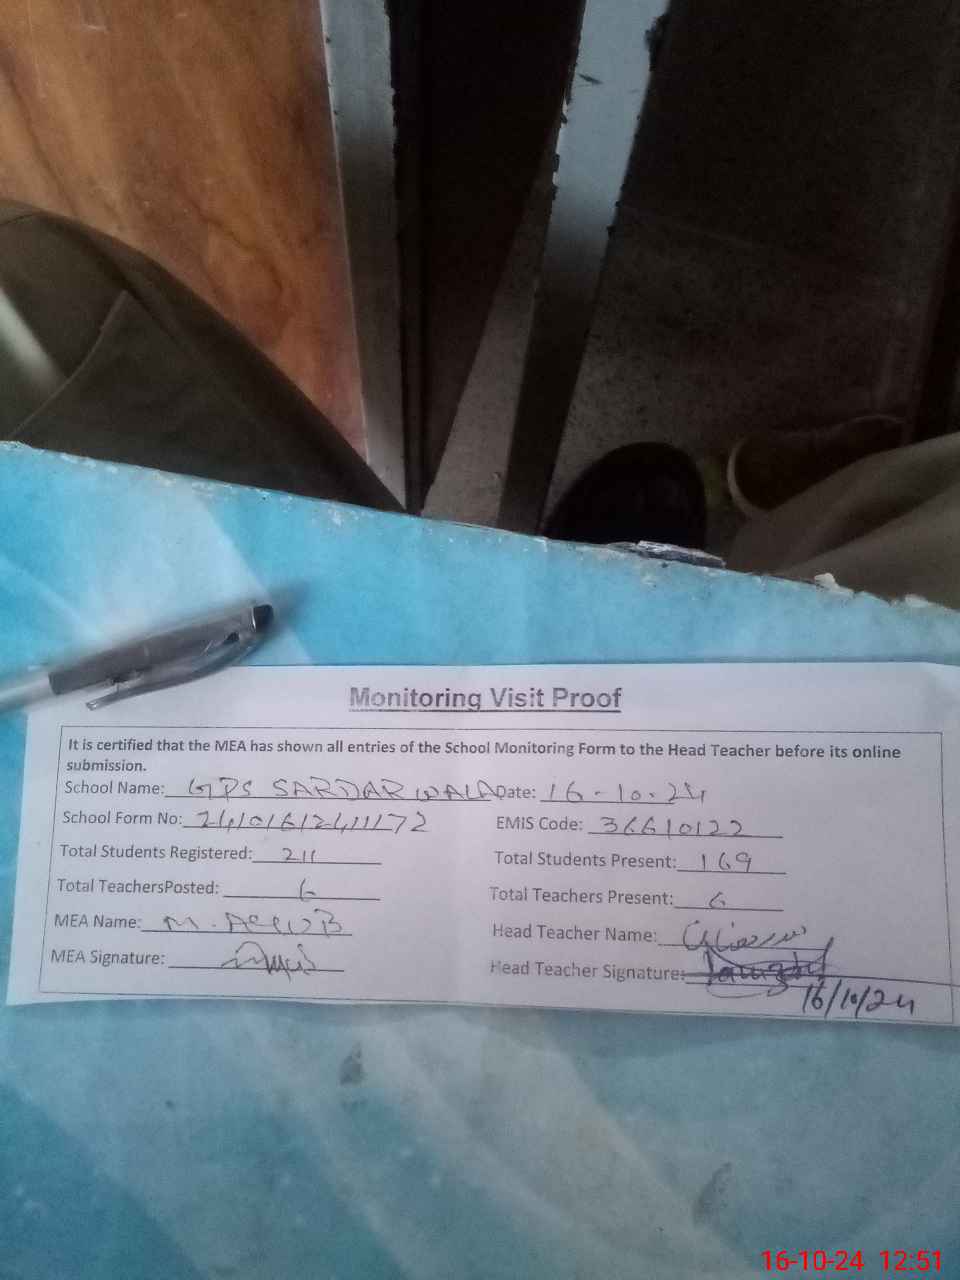 Monitoring Visit Proof
It is certified that the MEA has shown all entries of the School Monitoring Form to the Head Teacher before its online
submission.
School Name: GPS SARDAR WALA Date: 16-10-24
School Form No: EMIS Code: 36610122
Total Students Registered: 211 Total Students Present: 169
Total TeachersPosted: 6 Total Teachers Present: 6
MEA Name: M. Head Teacher Name:
MEA Signature: Head Teacher Signature:
16/10/24
16-10-24 12:51